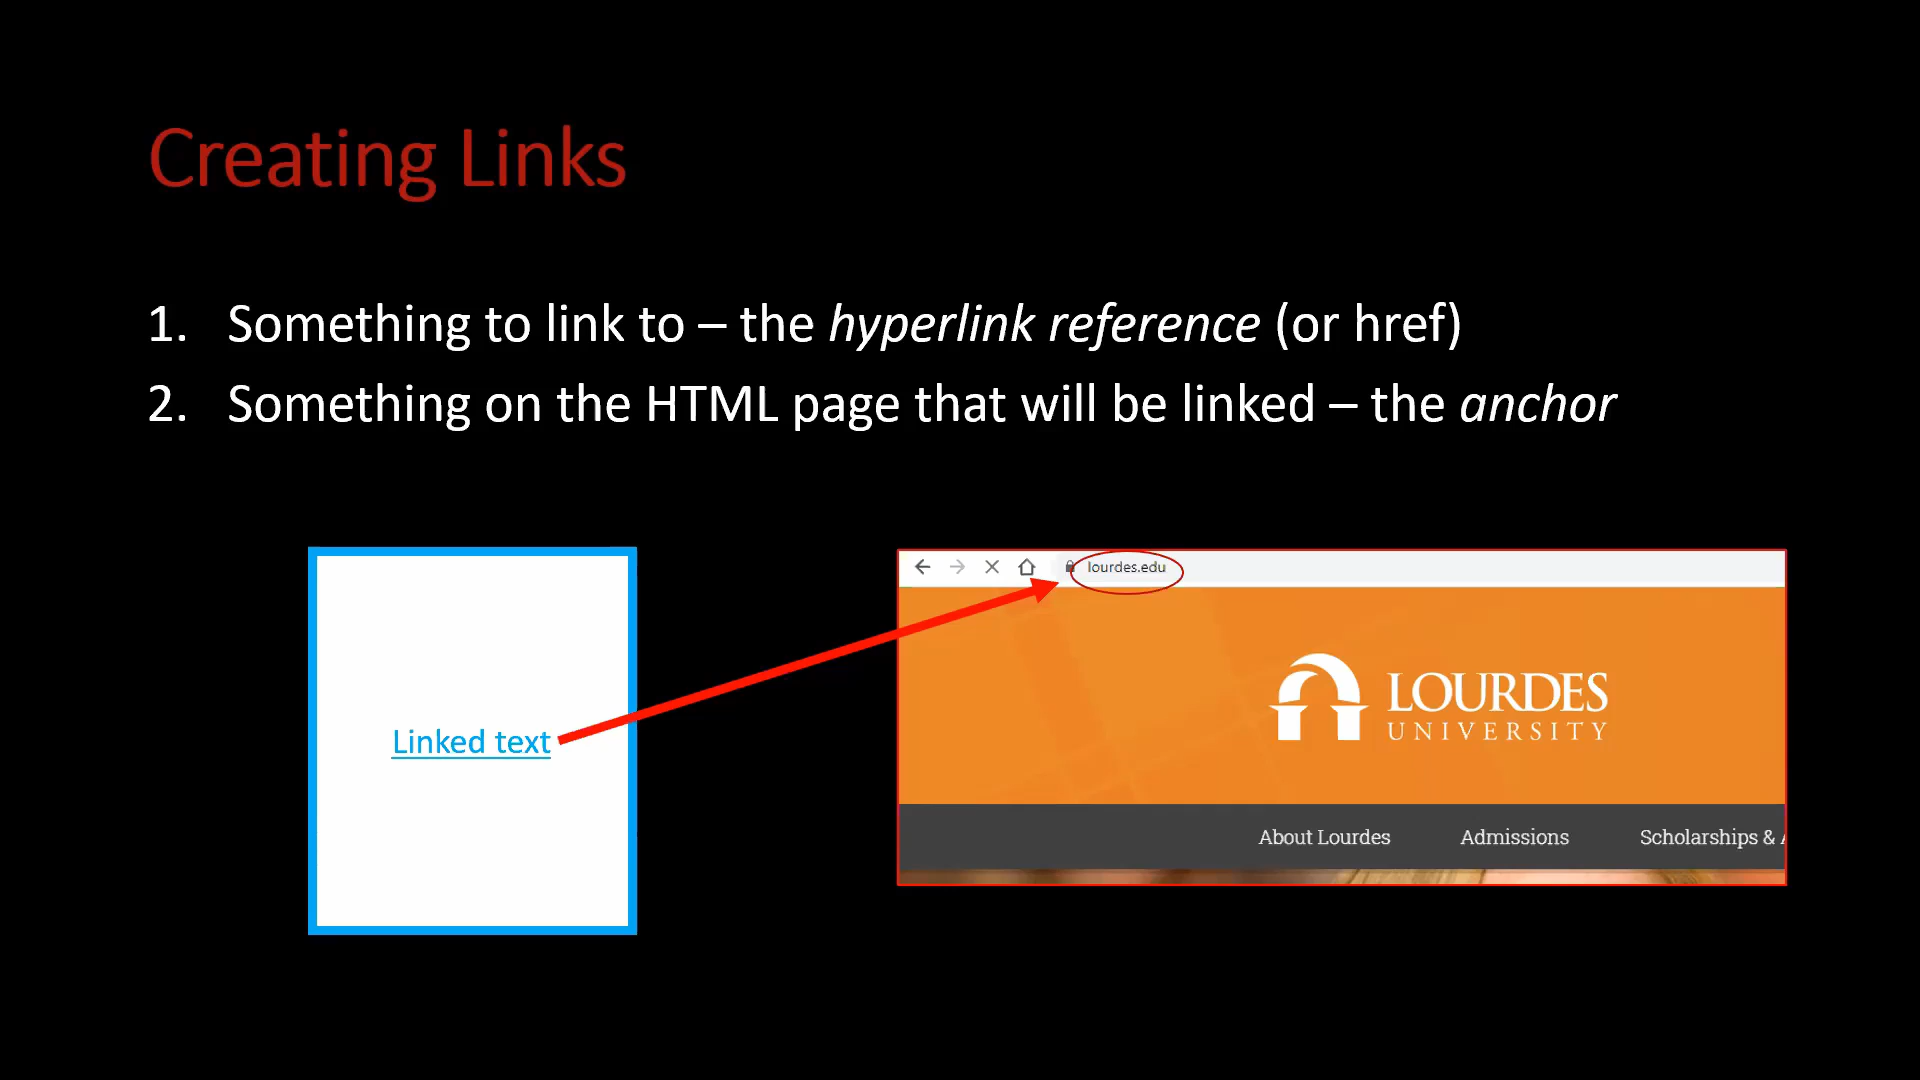 Creating Links
1. Something to link to – the hyperlink reference (or href)
2. Something on the HTML page that will be linked – the anchor
lourdes.edu
LOURDES
UNIVERSITY
Linked text
About Lourdes Admissions Scholarships &